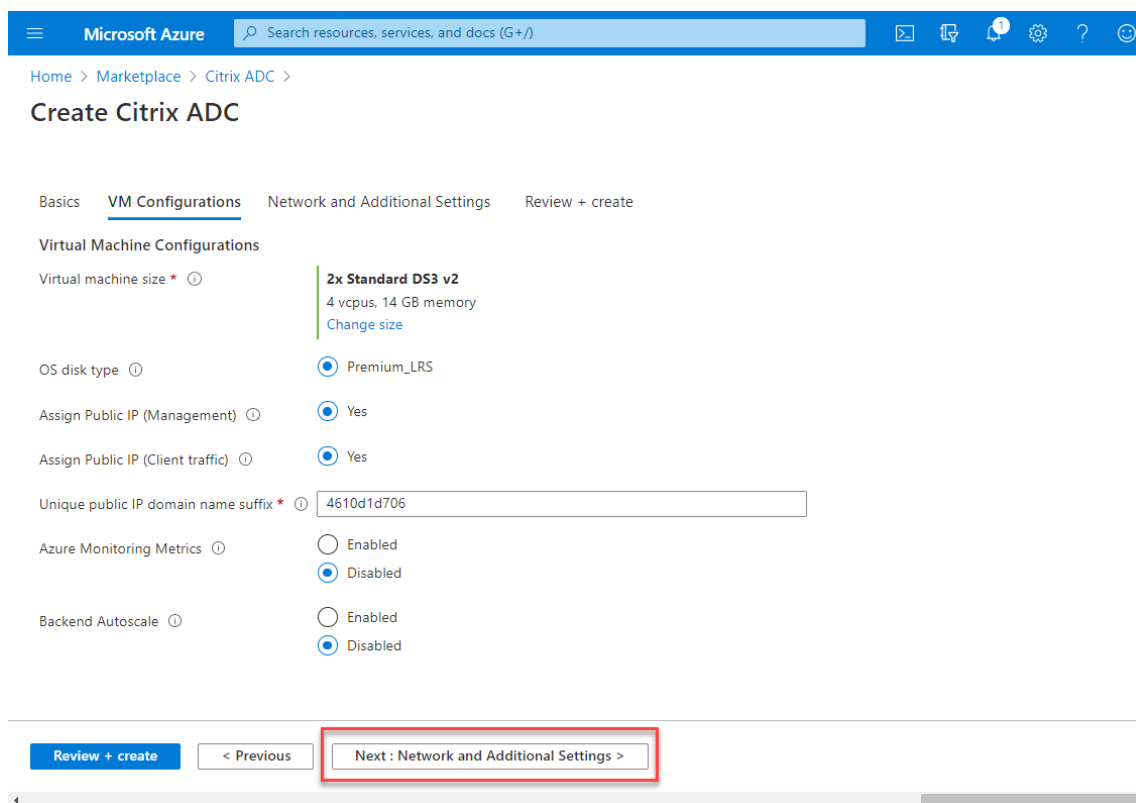 Microsoft Azure
Search resources, services, and docs (G+/)
1
Home > Marketplace > Citrix ADC >
Create Citrix ADC
Basics VM Configurations Network and Additional Settings Review + create
Virtual Machine Configurations
Virtual machine size *
2x Standard DS3 v2
4 vcpus, 14 GB memory
Change size
OS disk type
Premium_LRS
Assign Public IP (Management)
Yes
Assign Public IP (Client traffic)
Yes
Unique public IP domain name suffix *
4610d1d706
Azure Monitoring Metrics
Enabled
Disabled
Backend Autoscale
Enabled
Disabled
Review + create < Previous Next : Network and Additional Settings >